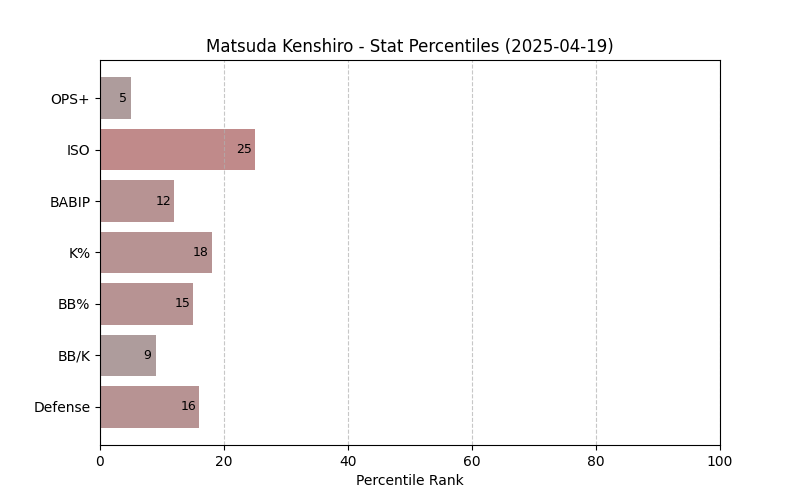 Matsuda Kenshiro - Stat Percentiles (2025-04-19)
OPS+ 5
ISO 25
BABIP 12
K% 18
BB% 15
BB/K 9
Defense 16
0 20 40 60 80 100
Percentile Rank